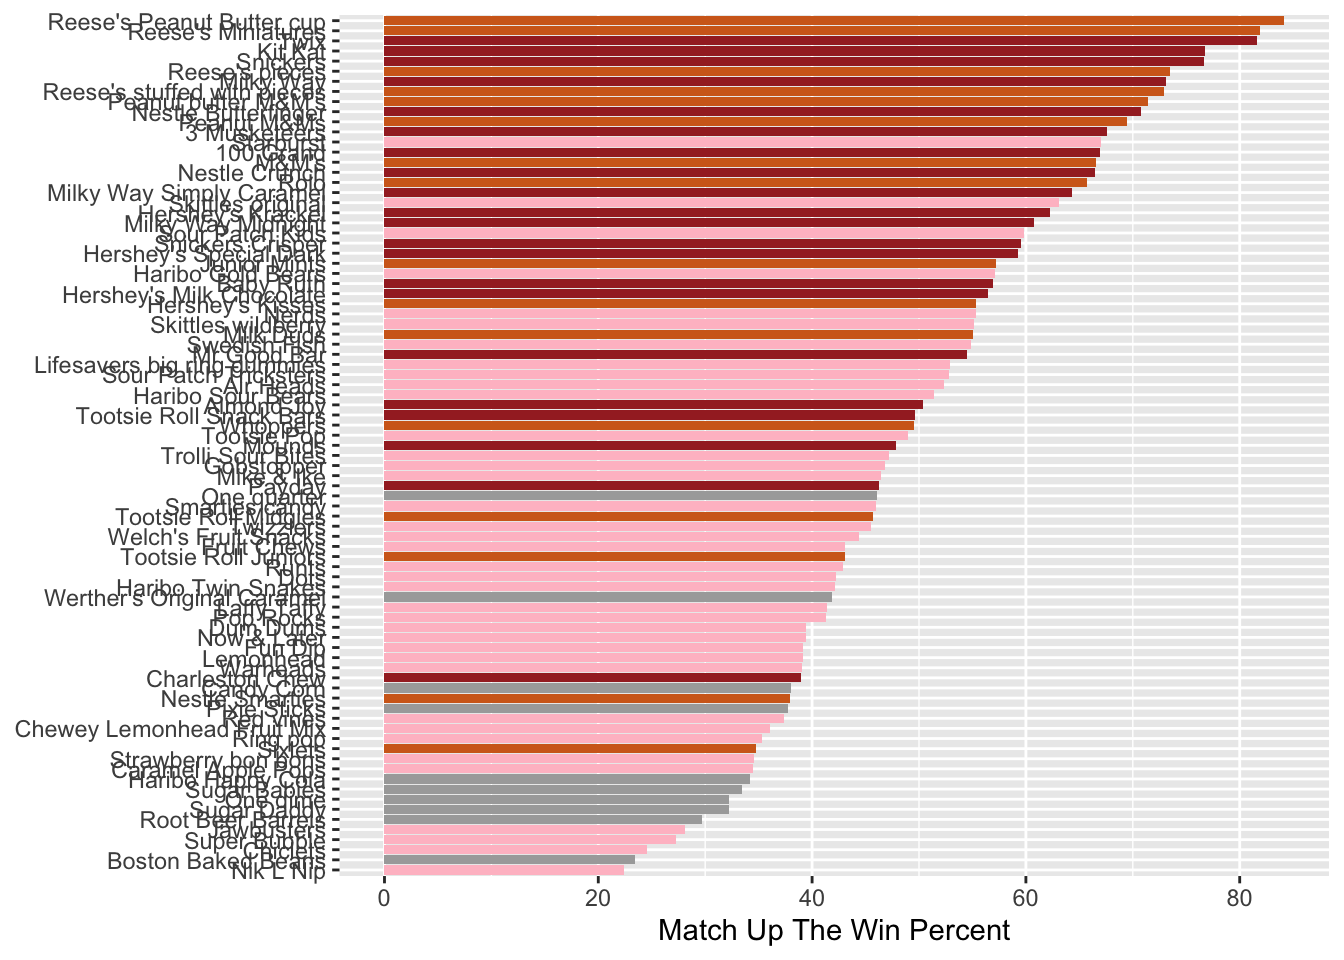 Reese's Peanut Butter cup
Reese's Miniatures
Twix
Kit Kat
Snickers
Reese's pieces
Milky Way
Reese's stuffed with pieces
Peanut butter M&M's
Nestle Butterfinger
Peanut M&Ms
3 Musketeers
Starburst
100 Grand
M&M's
Nestle Crunch
Rolo
Milky Way Simply Caramel
Skittles original
Hershey's Krackel
Milky Way Midnight
Sour Patch Kids
Snickers Crisper
Hershey's Special Dark
Junior Mints
Haribo Gold Bears
Baby Ruth
Hershey's Milk Chocolate
Hershey's Kisses
Nerds
Skittles wildberry
Milk Duds
Swedish Fish
Mr Good Bar
Lifesavers big ring gummies
Sour Patch Tricksters
Air Heads
Haribo Sour Bears
Almond Joy
Tootsie Roll Snack Bars
Whoppers
Tootsie Pop
Mounds
Trolli Sour Bites
Gobstopper
Mike & Ike
Payday
One quarter
Smarties candy
Tootsie Roll Midgies
Twizzlers
Welch's Fruit Snacks
Fruit Chews
Tootsie Roll Juniors
Runts
Dots
Haribo Twin Snakes
Werther's Original Caramel
Laffy Taffy
Pop Rocks
Dum Dums
Now & Later
Fun Dip
Lemonhead
Warheads
Charleston Chew
Candy Corn
Nestle Smarties
Pixie Sticks
Red vines
Chewey Lemonhead Fruit Mix
Ring pop
Sixlets
Strawberry bon bons
Caramel Apple Pops
Haribo Happy Cola
Sugar Babies
One dime
Sugar Daddy
Root Beer Barrels
Jawbusters
Super Bubble
Chiclets
Boston Baked Beans
Nik L Nip
0 20 40 60 80
Match Up The Win Percent